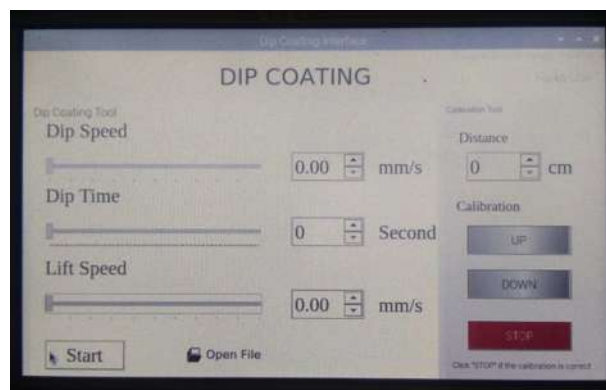 Dip Coating Interface
DIP COATING
Dip Coating Tool
Dip Speed
0.00 mm/s
Dip Time
0 Second
Lift Speed
0.00 mm/s
Start
Open File
Calibration Tool
Distance
0 cm
Calibration
UP
DOWN
STOP
Click "STOP" if the calibration is correct